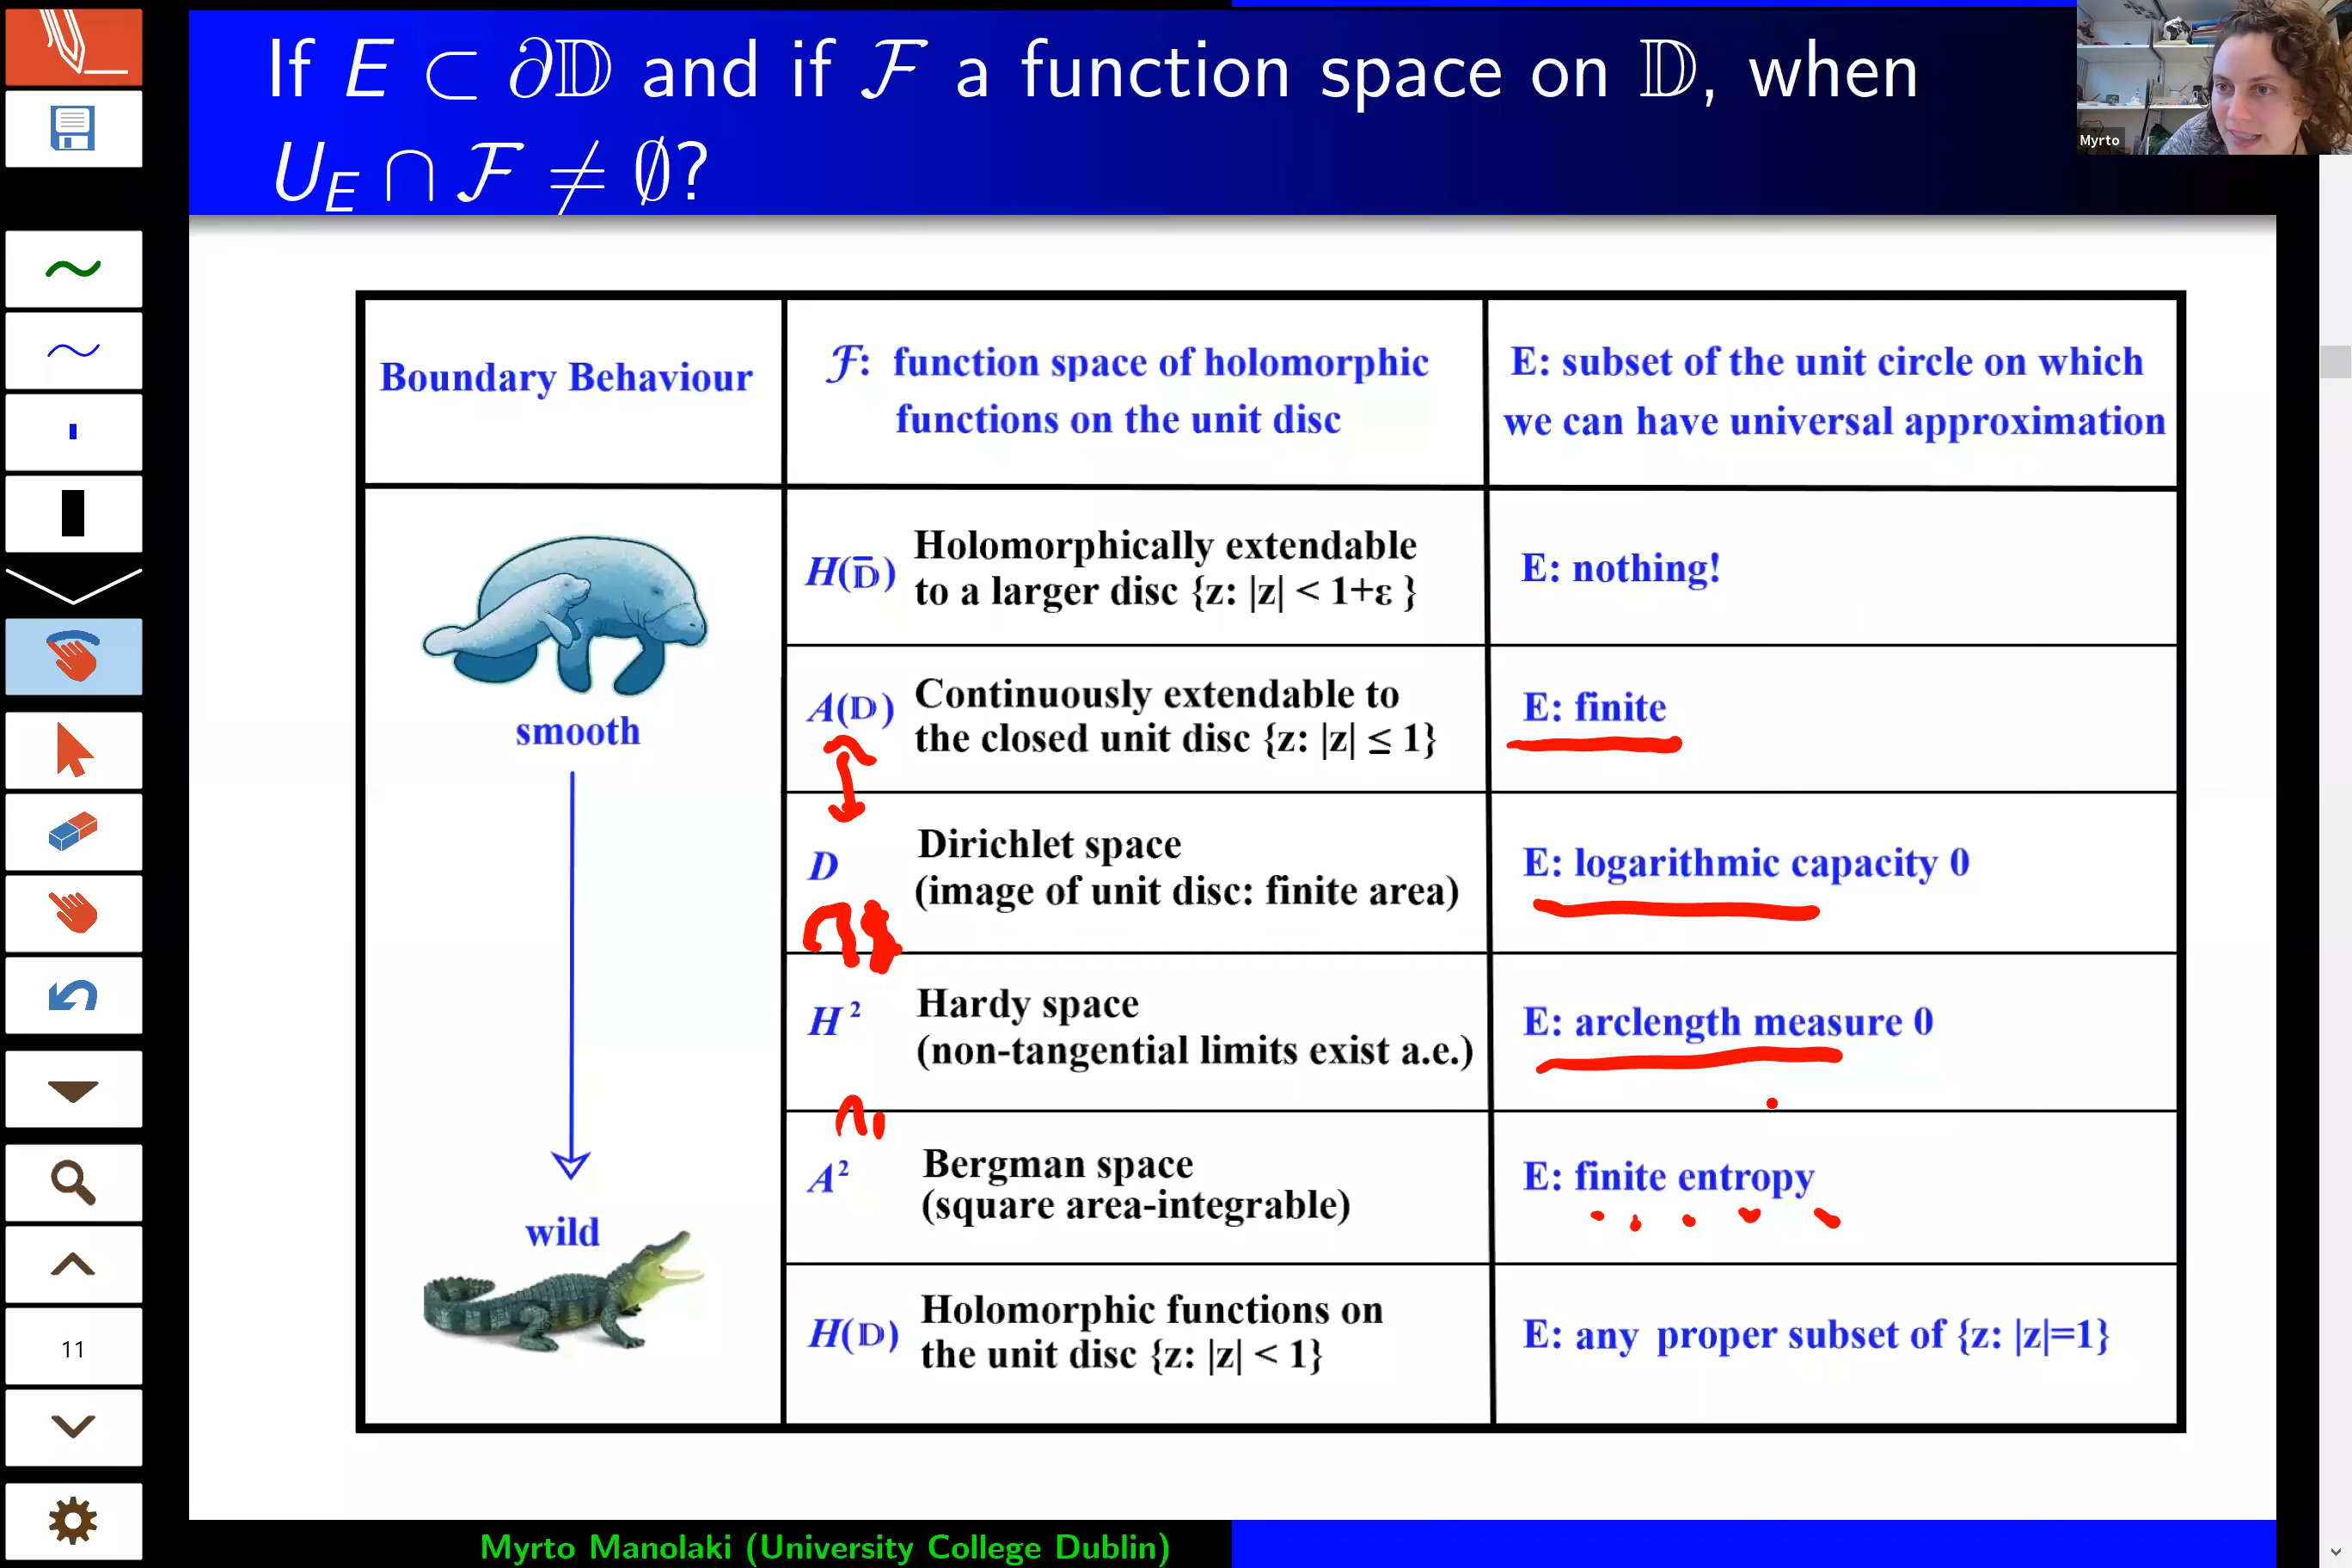 If E ⊂ ∂𝔻 and if ℱ a function space on 𝔻, when
U_E ∩ ℱ ≠ ∅?
Myrto
Boundary Behaviour
ℱ: function space of holomorphic
functions on the unit disc
E: subset of the unit circle on which
we can have universal approximation
smooth
wild
H(𝔻̅) Holomorphically extendable
to a larger disc {z: |z| < 1+ε }
E: nothing!
A(𝔻) Continuously extendable to
the closed unit disc {z: |z| ≤ 1}
E: finite
D Dirichlet space
(image of unit disc: finite area)
E: logarithmic capacity 0
H² Hardy space
(non-tangential limits exist a.e.)
E: arclength measure 0
A² Bergman space
(square area-integrable)
E: finite entropy
H(𝔻) Holomorphic functions on
the unit disc {z: |z| < 1}
E: any proper subset of {z: |z|=1}
11
Myrto Manolaki (University College Dublin)